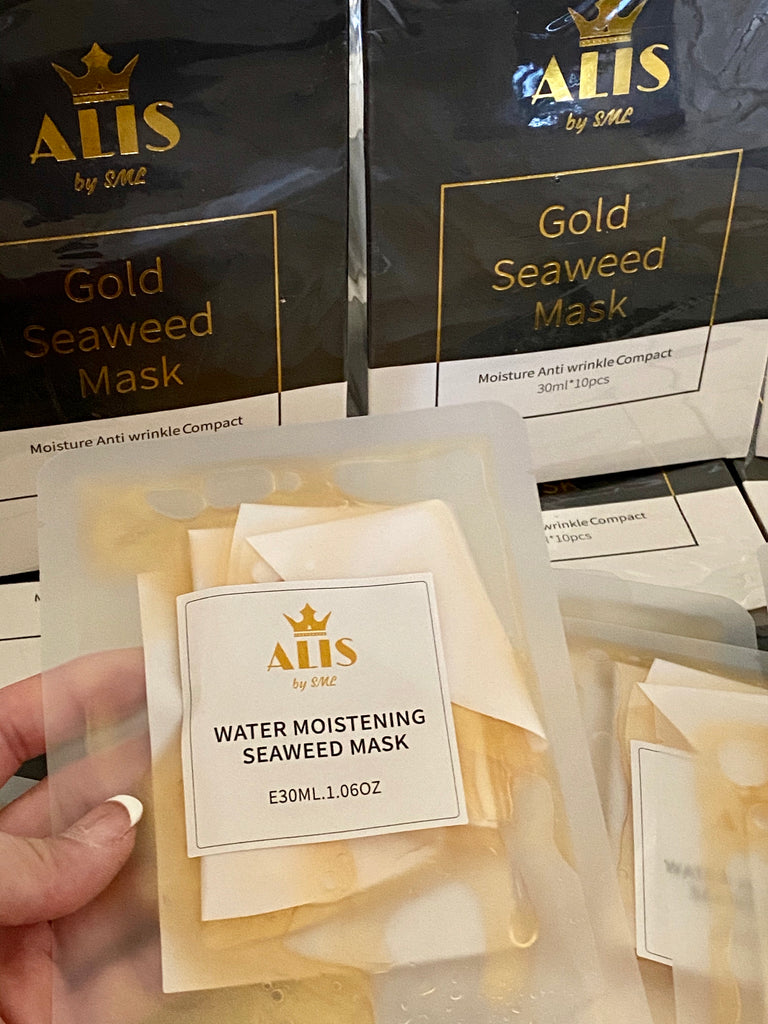 ALIS
by SML
Gold
Seaweed
Mask
Moisture Anti wrinkle Compact
ALIS
by SML
Gold
Seaweed
Mask
Moisture Anti wrinkle Compact
30ml*10pcs
wrinkle Compact
*10pcs
ALIS
by SML
WATER MOISTENING
SEAWEED MASK
E30ML.1.06OZ